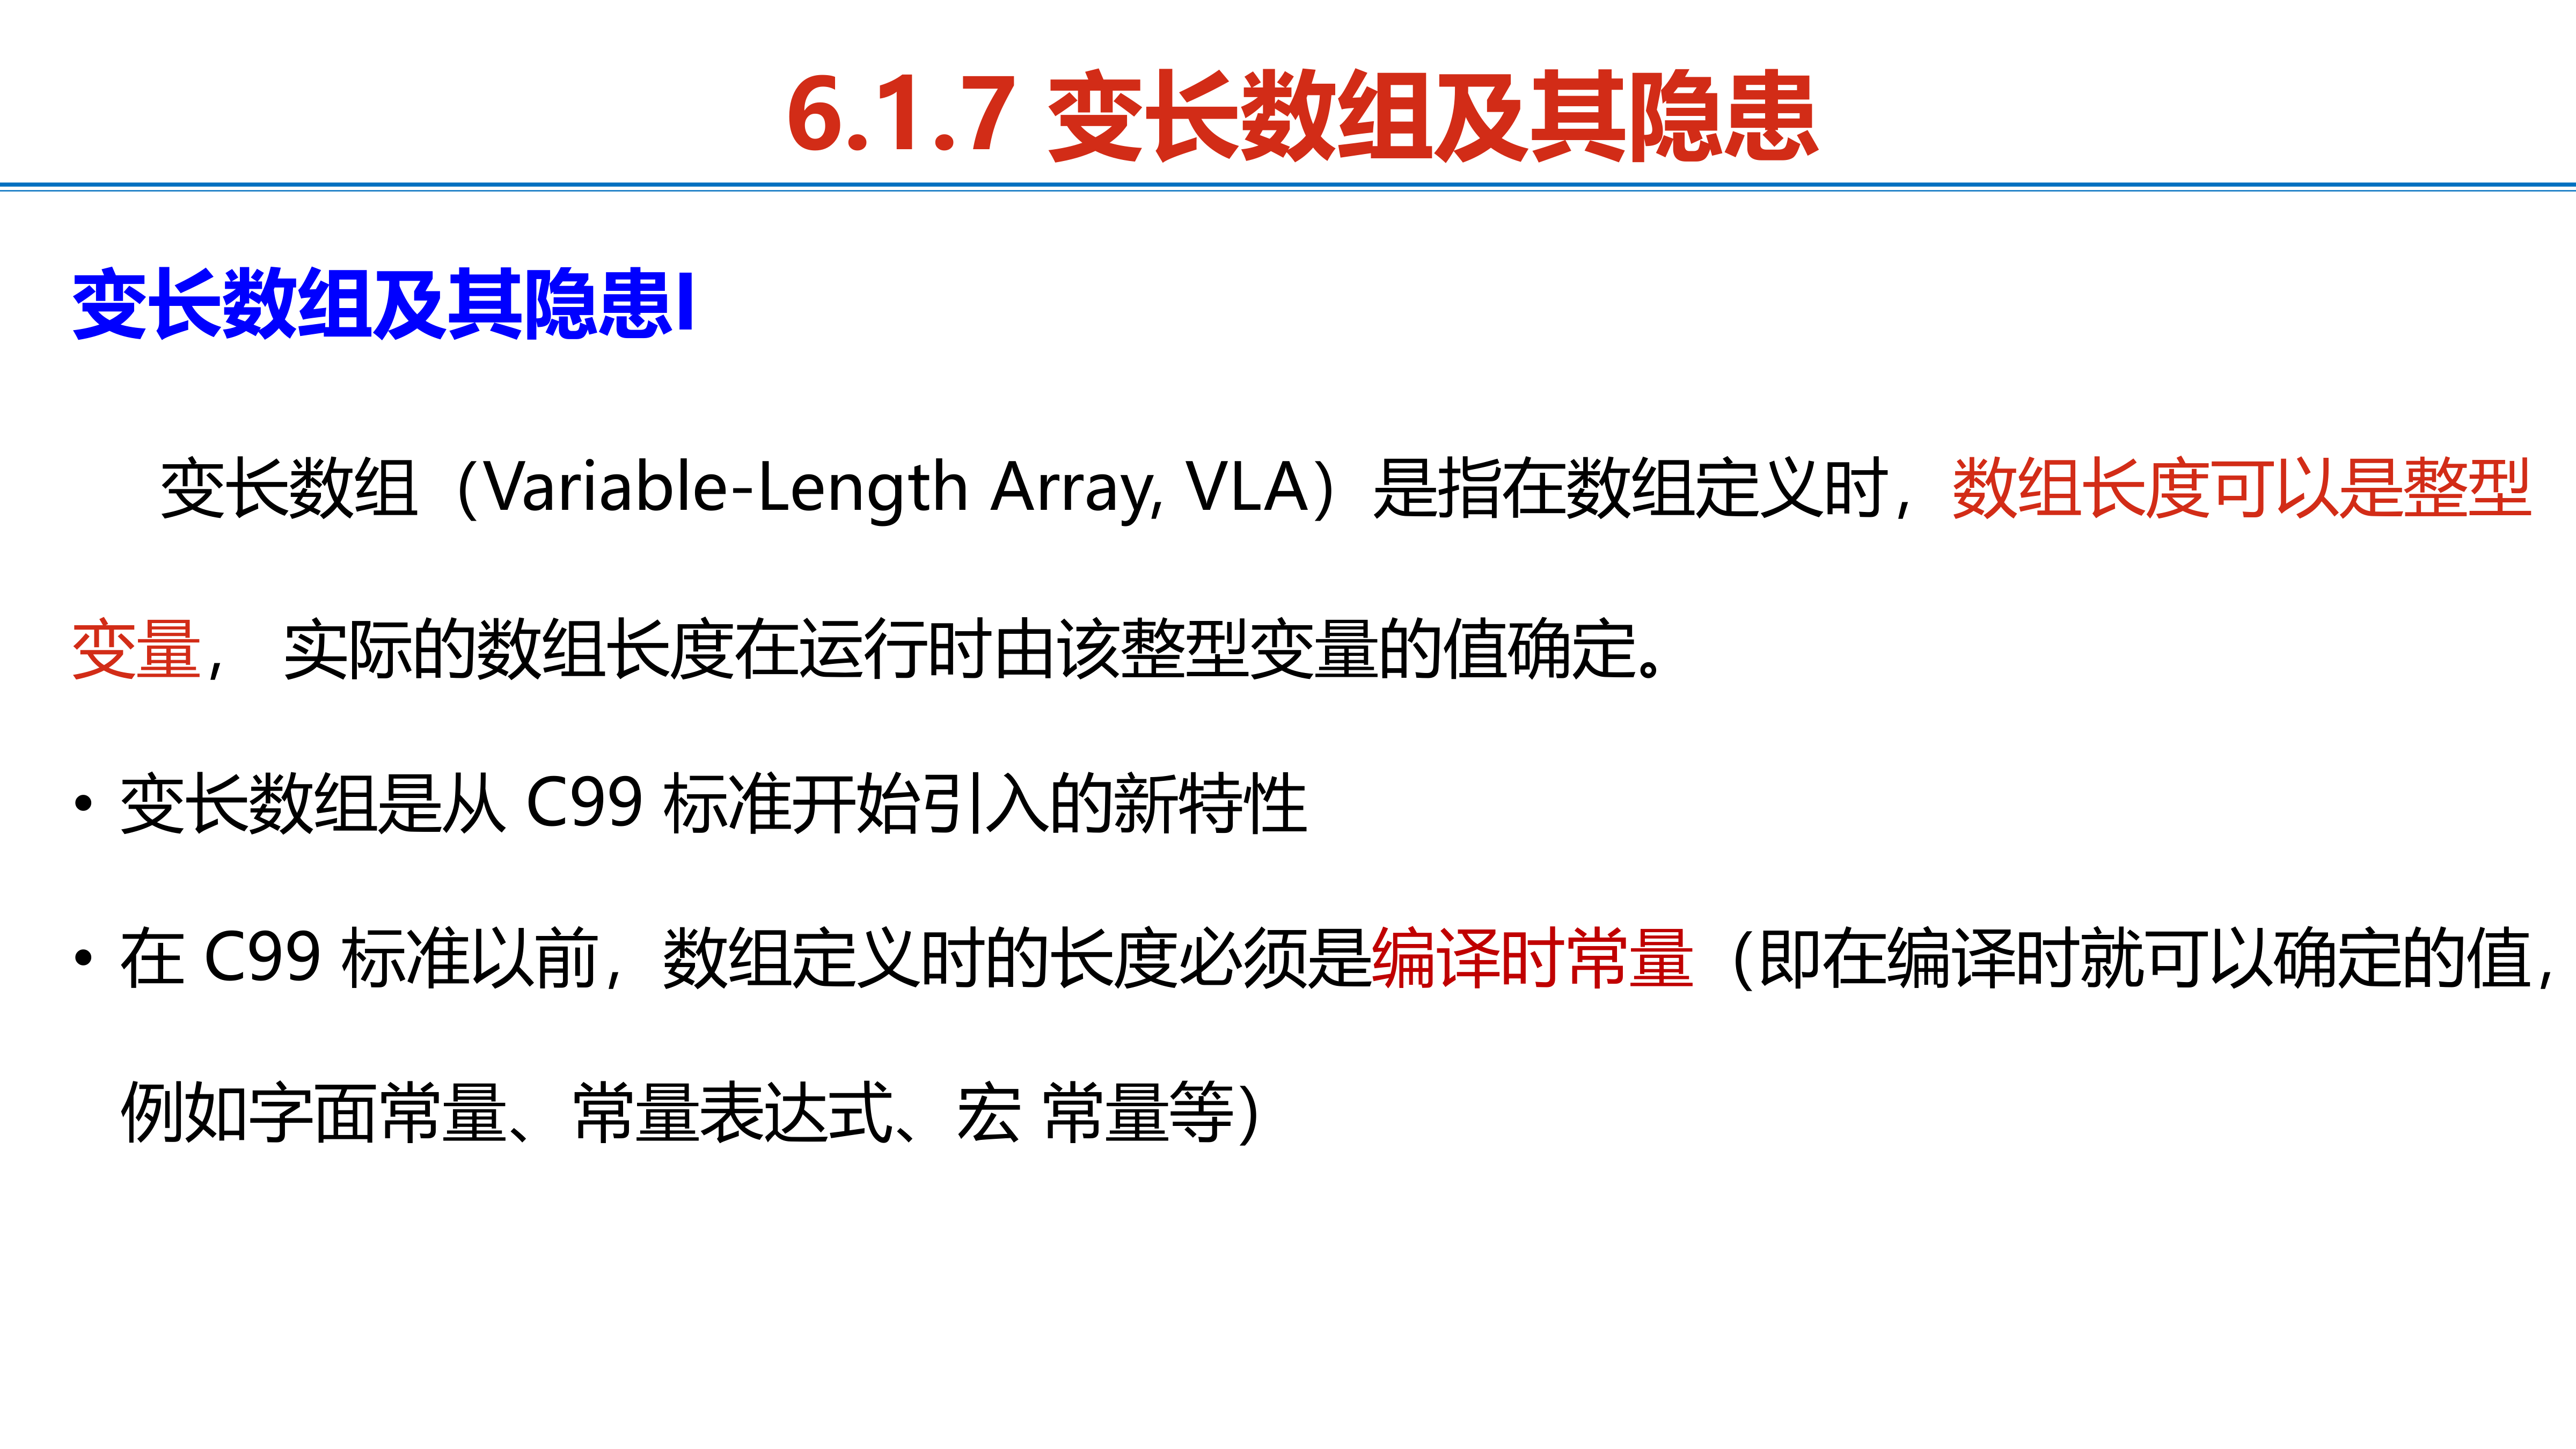 6.1.7 变长数组及其隐患
变长数组及其隐患I
变长数组（Variable-Length Array, VLA）是指在数组定义时，数组长度可以是整型
变量， 实际的数组长度在运行时由该整型变量的值确定。
• 变长数组是从 C99 标准开始引入的新特性
• 在 C99 标准以前，数组定义时的长度必须是编译时常量（即在编译时就可以确定的值，
例如字面常量、常量表达式、宏 常量等）